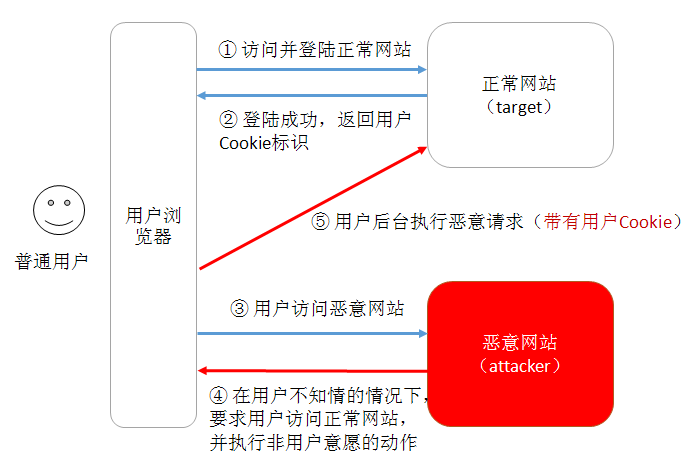 ① 访问并登陆正常网站
正常网站
（target）
② 登陆成功，返回用户
Cookie标识
用户浏
览器
普通用户
⑤ 用户后台执行恶意请求（带有用户Cookie）
③ 用户访问恶意网站
恶意网站
（attacker）
④ 在用户不知情的情况下，
要求用户访问正常网站，
并执行非用户意愿的动作